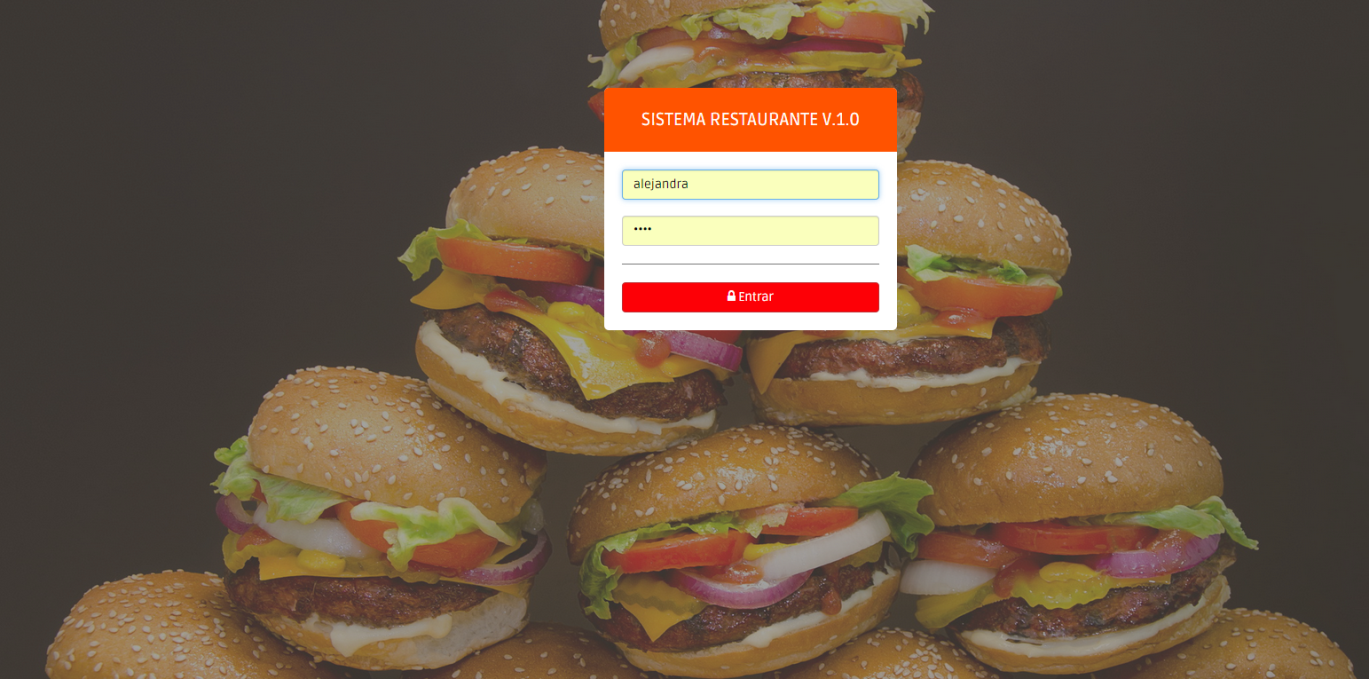 SISTEMA RESTAURANTE V.1.0
alejandra
••••
Entrar